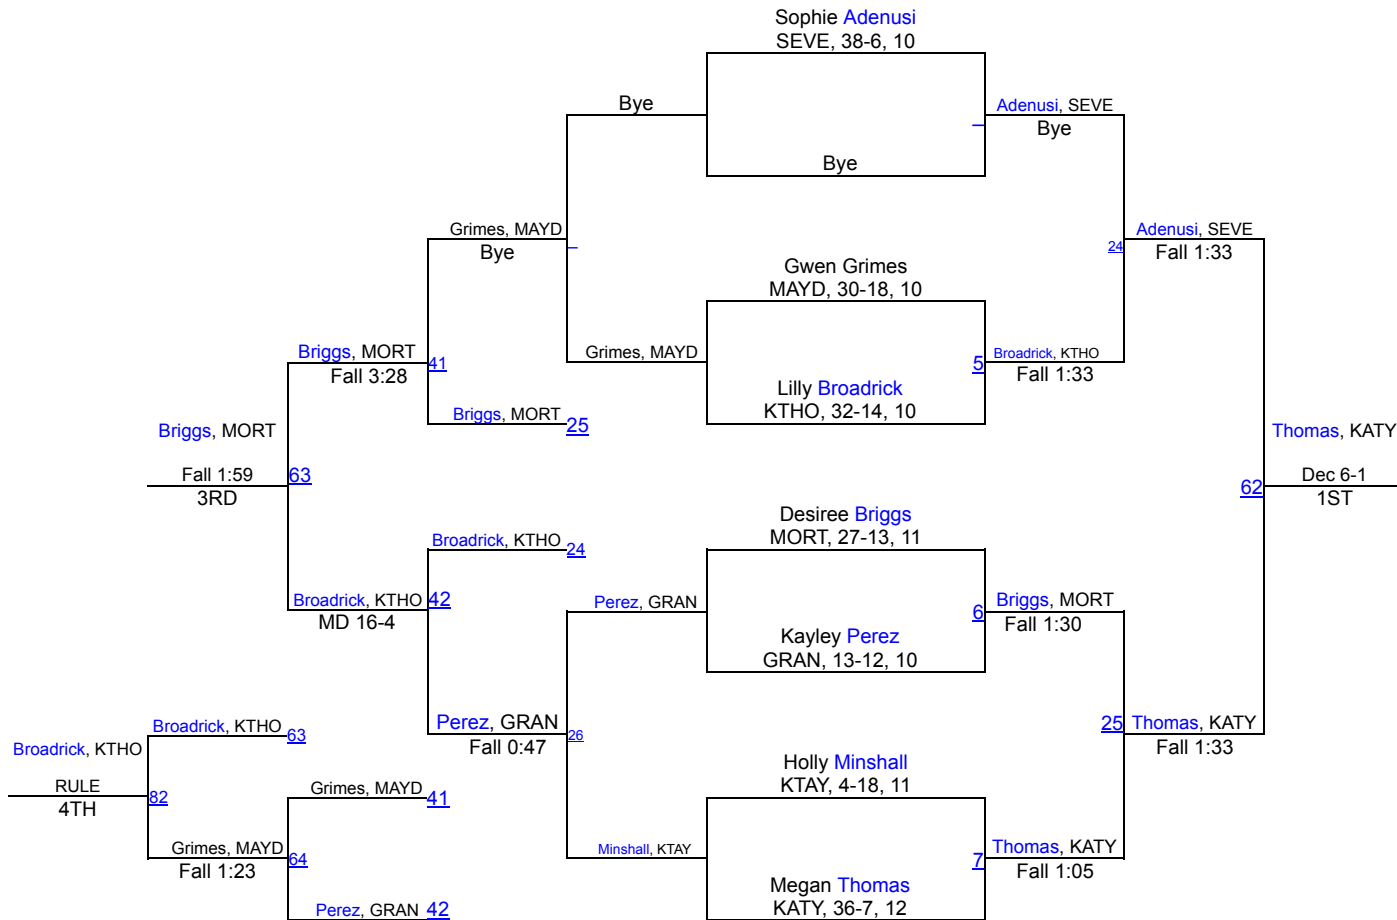 Sophie Adenusi
SEVE, 38-6, 10
Bye
Adenusi, SEVE
Bye
Bye
Grimes, MAYD
Bye
Adenusi, SEVE
24
Fall 1:33
Gwen Grimes
MAYD, 30-18, 10
Briggs, MORT
41
Fall 3:28
Grimes, MAYD
5
Broadrick, KTHO
Fall 1:33
Lilly Broadrick
KTHO, 32-14, 10
Briggs, MORT
25
Briggs, MORT
Thomas, KATY
Fall 1:59
63
3RD
62
Dec 6-1
1ST
Desiree Briggs
MORT, 27-13, 11
Broadrick, KTHO
24
Broadrick, KTHO
42
MD 16-4
Perez, GRAN
6
Briggs, MORT
Fall 1:30
Kayley Perez
GRAN, 13-12, 10
Perez, GRAN
26
Fall 0:47
25
Thomas, KATY
Fall 1:33
Broadrick, KTHO
63
Broadrick, KTHO
RULE
82
4TH
Holly Minshall
KTAY, 4-18, 11
Grimes, MAYD
41
Grimes, MAYD
64
Fall 1:23
Minshall, KTAY
7
Thomas, KATY
Fall 1:05
Megan Thomas
KATY, 36-7, 12
Perez, GRAN
42